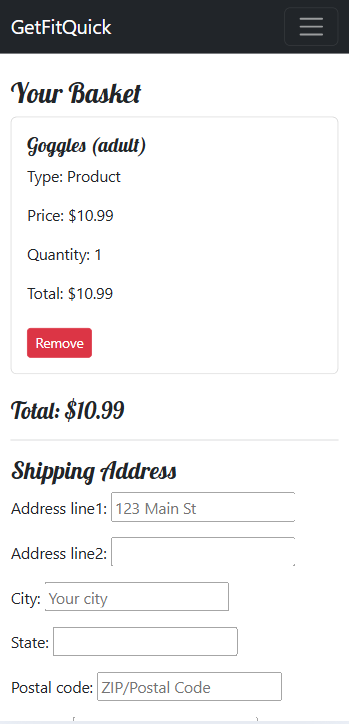 GetFitQuick
Your Basket
Goggles (adult)
Type: Product
Price: $10.99
Quantity: 1
Total: $10.99
Remove
Total: $10.99
Shipping Address
Address line1: 123 Main St
Address line2:
City: Your city
State:
Postal code: ZIP/Postal Code